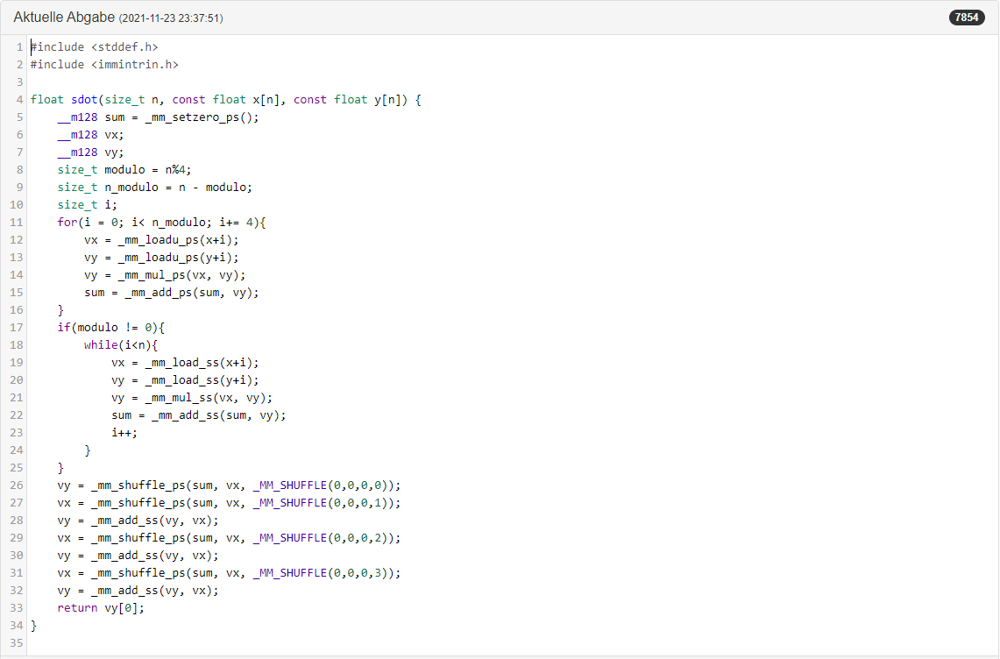 Aktuelle Abgabe (2021-11-23 23:37:51) 7854
1 #include <stddef.h>
2 #include <immintrin.h>
3
4 float sdot(size_t n, const float x[n], const float y[n]) {
5     __m128 sum = _mm_setzero_ps();
6     __m128 vx;
7     __m128 vy;
8     size_t modulo = n%4;
9     size_t n_modulo = n - modulo;
10     size_t i;
11     for(i = 0; i< n_modulo; i+= 4){
12         vx = _mm_loadu_ps(x+i);
13         vy = _mm_loadu_ps(y+i);
14         vy = _mm_mul_ps(vx, vy);
15         sum = _mm_add_ps(sum, vy);
16     }
17     if(modulo != 0){
18         while(i<n){
19             vx = _mm_load_ss(x+i);
20             vy = _mm_load_ss(y+i);
21             vy = _mm_mul_ss(vx, vy);
22             sum = _mm_add_ss(sum, vy);
23             i++;
24         }
25     }
26     vy = _mm_shuffle_ps(sum, vx, _MM_SHUFFLE(0,0,0,0));
27     vx = _mm_shuffle_ps(sum, vx, _MM_SHUFFLE(0,0,0,1));
28     vy = _mm_add_ss(vy, vx);
29     vx = _mm_shuffle_ps(sum, vx, _MM_SHUFFLE(0,0,0,2));
30     vy = _mm_add_ss(vy, vx);
31     vx = _mm_shuffle_ps(sum, vx, _MM_SHUFFLE(0,0,0,3));
32     vy = _mm_add_ss(vy, vx);
33     return vy[0];
34 }
35